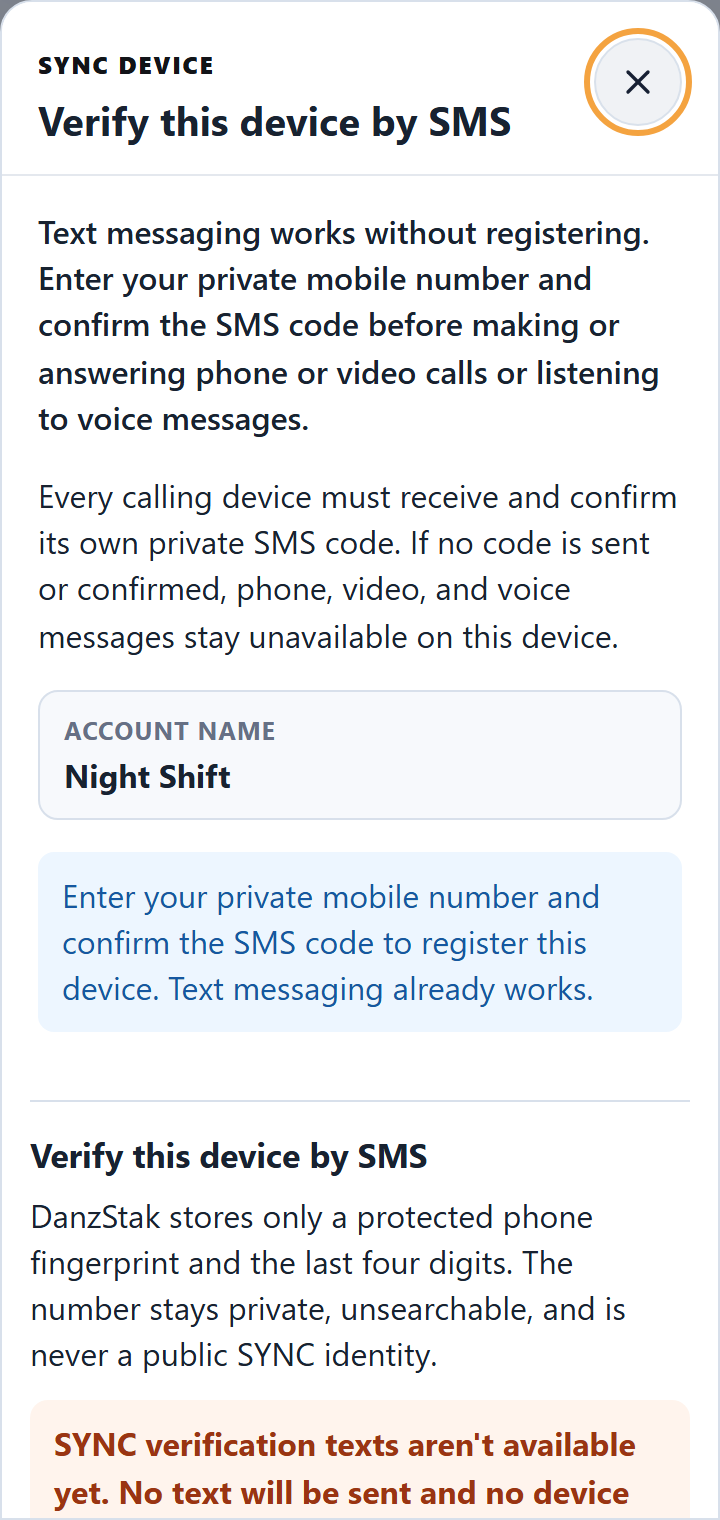 SYNC DEVICE
Verify this device by SMS
Text messaging works without registering.
Enter your private mobile number and
confirm the SMS code before making or
answering phone or video calls or listening
to voice messages.
Every calling device must receive and confirm
its own private SMS code. If no code is sent
or confirmed, phone, video, and voice
messages stay unavailable on this device.
ACCOUNT NAME
Night Shift
Enter your private mobile number and
confirm the SMS code to register this
device. Text messaging already works.
Verify this device by SMS
DanzStak stores only a protected phone
fingerprint and the last four digits. The
number stays private, unsearchable, and is
never a public SYNC identity.
SYNC verification texts aren't available
yet. No text will be sent and no device